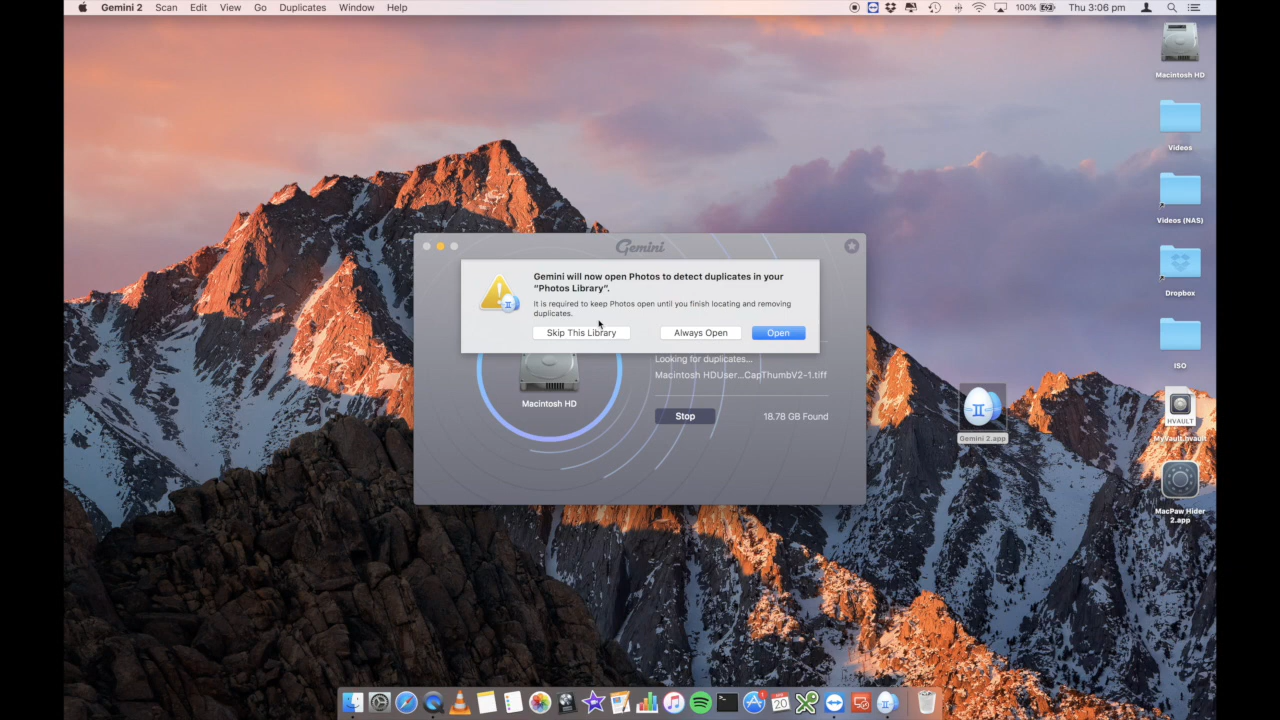 Gemini 2 Scan Edit View Go Duplicates Window Help
100% Thu 3:06 pm
Macintosh HD
Videos
Videos (NAS)
Dropbox
ISO
HVAULT
MyVault.hvault
MacPaw Hider
2.app
Gemini 2.app
Gemini
Gemini will now open Photos to detect duplicates in your
“Photos Library”.
It is required to keep Photos open until you finish locating and removing
duplicates.
Skip This Library Always Open Open
Looking for duplicates...
Macintosh HDUser...CapThumbV2-1.tiff
Macintosh HD
Stop 18.78 GB Found
20